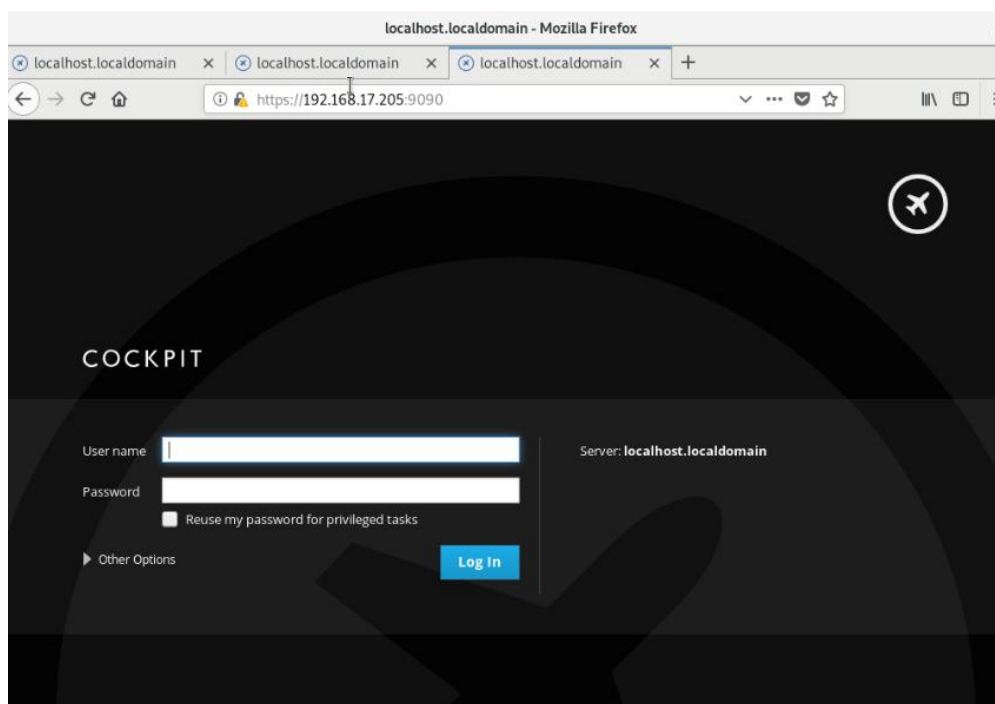 localhost.localdomain - Mozilla Firefox
localhost.localdomain localhost.localdomain localhost.localdomain
https://192.168.17.205:9090
COCKPIT
User name
Server: localhost.localdomain
Password
Reuse my password for privileged tasks
Other Options
Log In